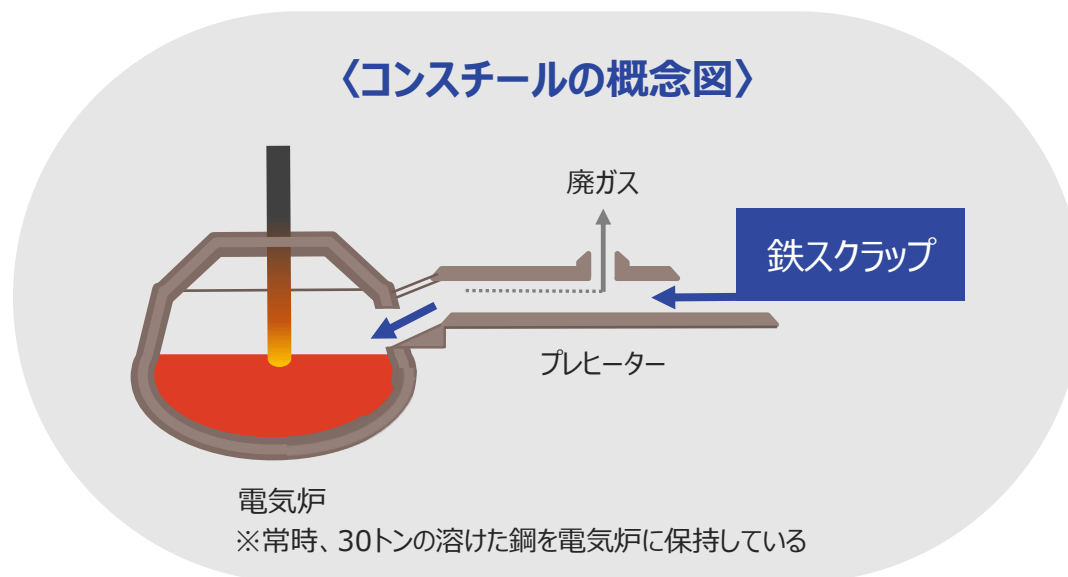 〈コンスチールの概念図〉
廃ガス
鉄スクラップ
プレヒーター
電気炉
※常時、30トンの溶けた鋼を電気炉に保持している